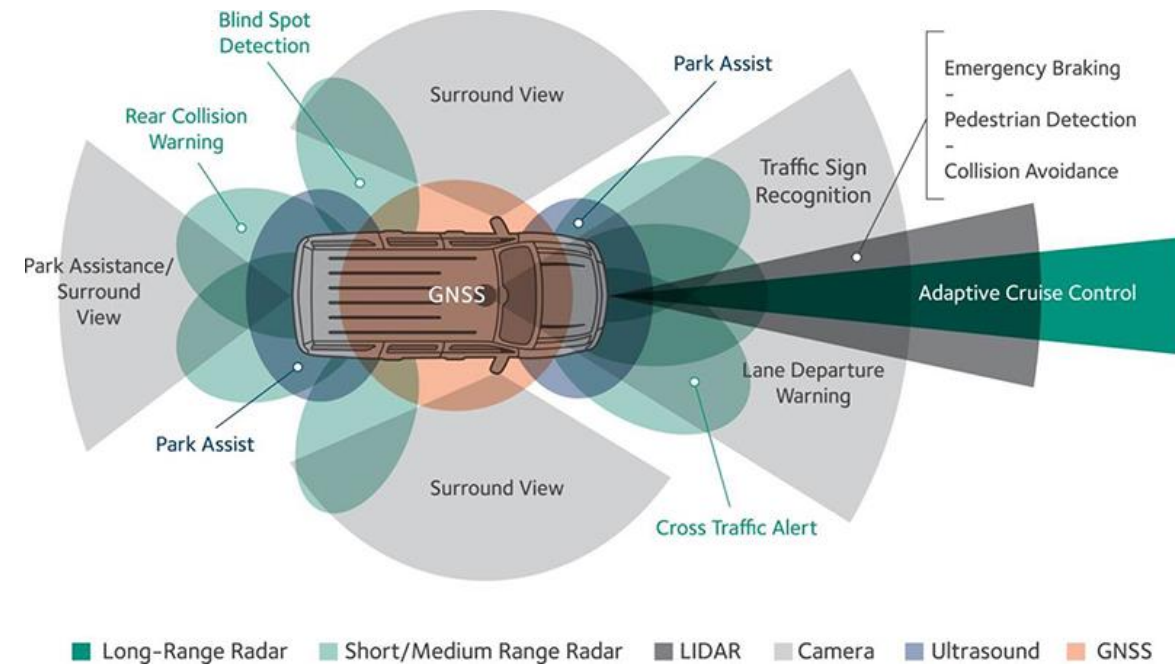 Blind Spot
Detection
Surround View
Park Assist
Emergency Braking
-
Pedestrian Detection
-
Collision Avoidance
Rear Collision
Warning
Traffic Sign
Recognition
Park Assistance/
Surround
View
GNSS
Adaptive Cruise Control
Lane Departure
Warning
Park Assist
Surround View
Cross Traffic Alert
Long-Range Radar
Short/Medium Range Radar
LIDAR
Camera
Ultrasound
GNSS